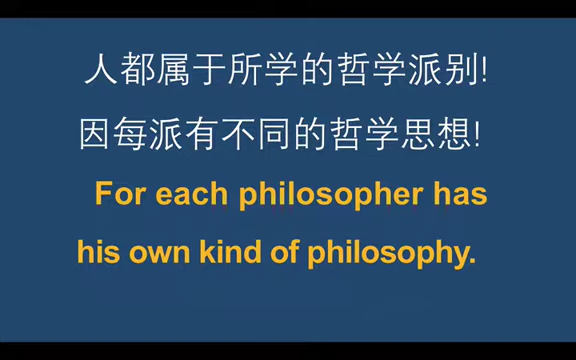 人都属于所学的哲学派别!
因每派有不同的哲学思想!
For each philosopher has
his own kind of philosophy.